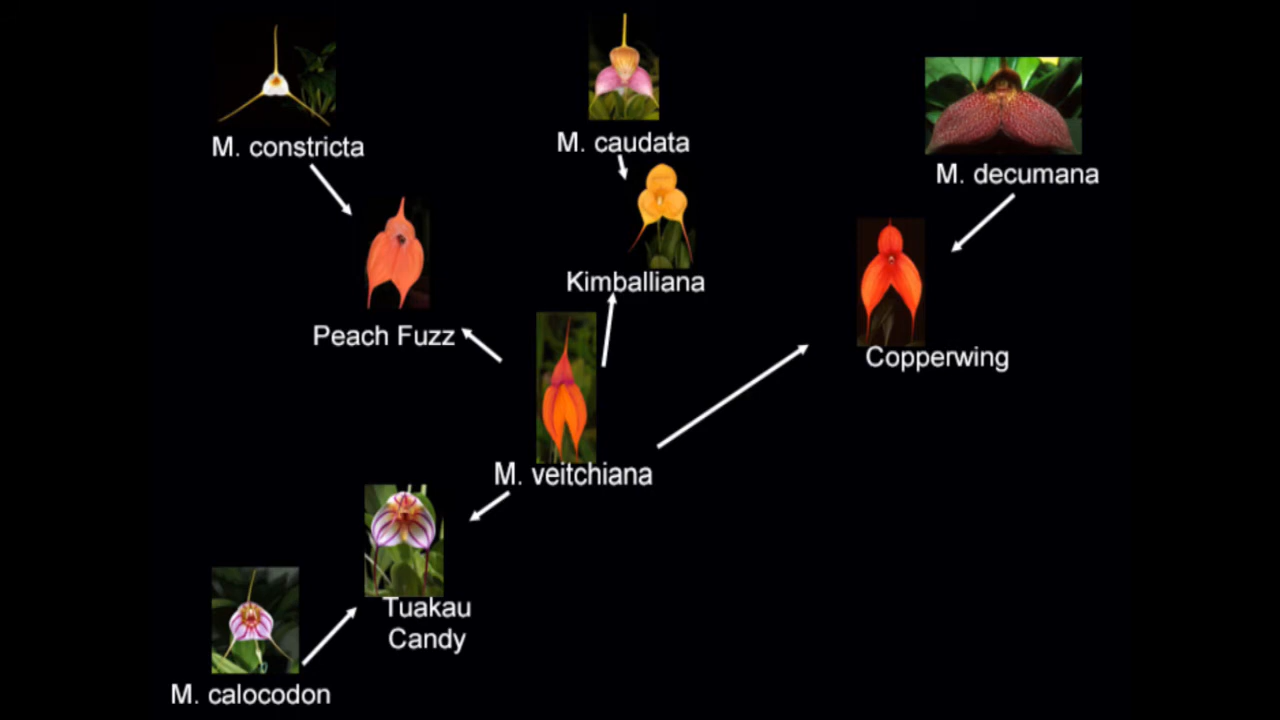 M. constricta
M. caudata
M. decumana
Kimballiana
Peach Fuzz
Copperwing
M. veitchiana
Tuakau
Candy
M. calocodon